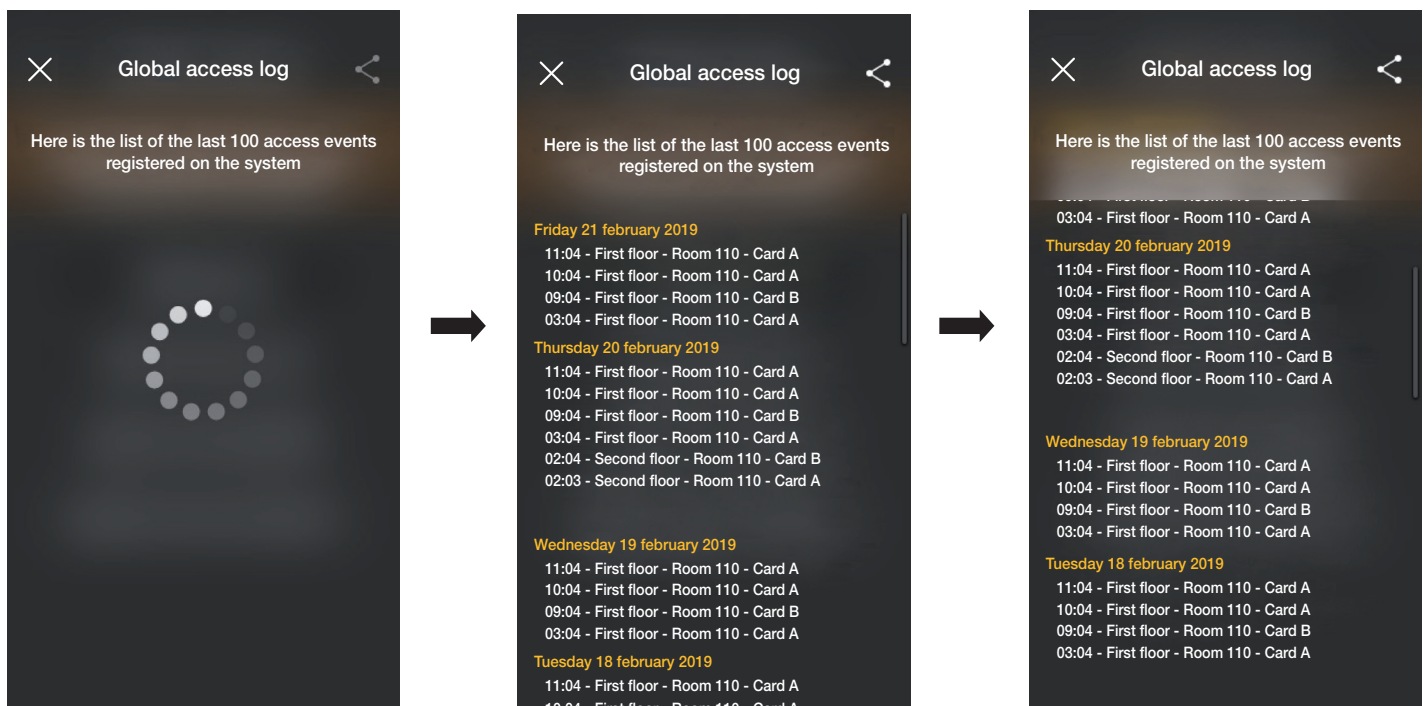 Global access log
Here is the list of the last 100 access events
registered on the system
Global access log
Here is the list of the last 100 access events
registered on the system
Friday 21 february 2019
11:04 - First floor - Room 110 - Card A
10:04 - First floor - Room 110 - Card A
09:04 - First floor - Room 110 - Card B
03:04 - First floor - Room 110 - Card A
Thursday 20 february 2019
11:04 - First floor - Room 110 - Card A
10:04 - First floor - Room 110 - Card A
09:04 - First floor - Room 110 - Card B
03:04 - First floor - Room 110 - Card A
02:04 - Second floor - Room 110 - Card B
02:03 - Second floor - Room 110 - Card A
Wednesday 19 february 2019
11:04 - First floor - Room 110 - Card A
10:04 - First floor - Room 110 - Card A
09:04 - First floor - Room 110 - Card B
03:04 - First floor - Room 110 - Card A
Tuesday 18 february 2019
11:04 - First floor - Room 110 - Card A
Global access log
Here is the list of the last 100 access events
registered on the system
03:04 - First floor - Room 110 - Card A
Thursday 20 february 2019
11:04 - First floor - Room 110 - Card A
10:04 - First floor - Room 110 - Card A
09:04 - First floor - Room 110 - Card B
03:04 - First floor - Room 110 - Card A
02:04 - Second floor - Room 110 - Card B
02:03 - Second floor - Room 110 - Card A
Wednesday 19 february 2019
11:04 - First floor - Room 110 - Card A
10:04 - First floor - Room 110 - Card A
09:04 - First floor - Room 110 - Card B
03:04 - First floor - Room 110 - Card A
Tuesday 18 february 2019
11:04 - First floor - Room 110 - Card A
10:04 - First floor - Room 110 - Card A
09:04 - First floor - Room 110 - Card B
03:04 - First floor - Room 110 - Card A